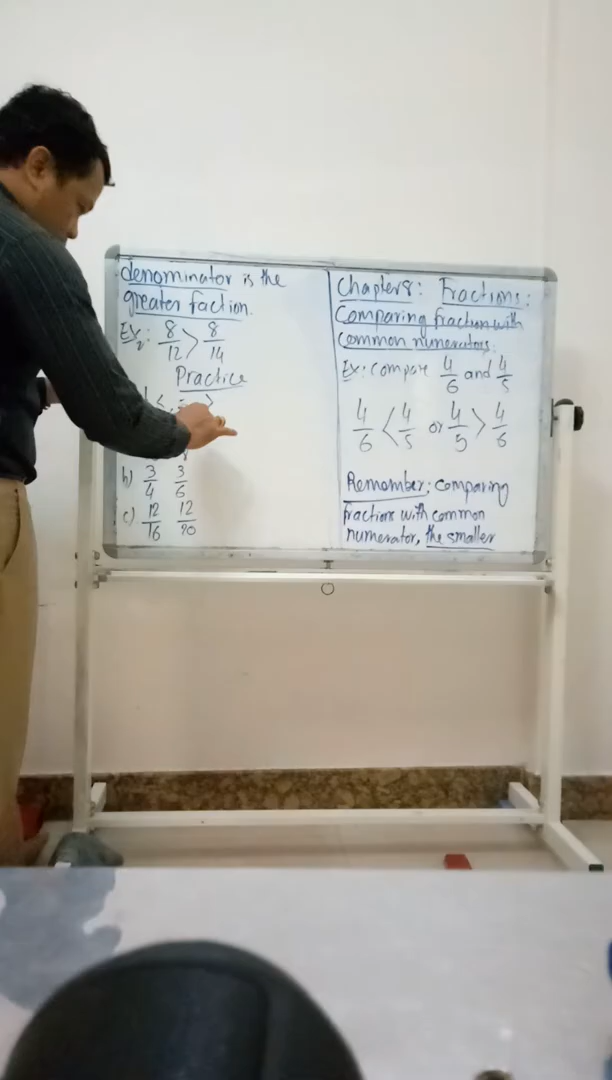 Chapter 8: Fractions:
Comparing fraction with
common numerators:
Ex: compare 4/6 and 4/5
4/6 < 4/5 or 4/5 > 4/6
Remember: comparing
fractions with common
numerator, the smaller
denominator is the
greater faction.
Ex: 8/12 > 8/14
Practice
b) 3/4 3/6
c) 12/16 12/20